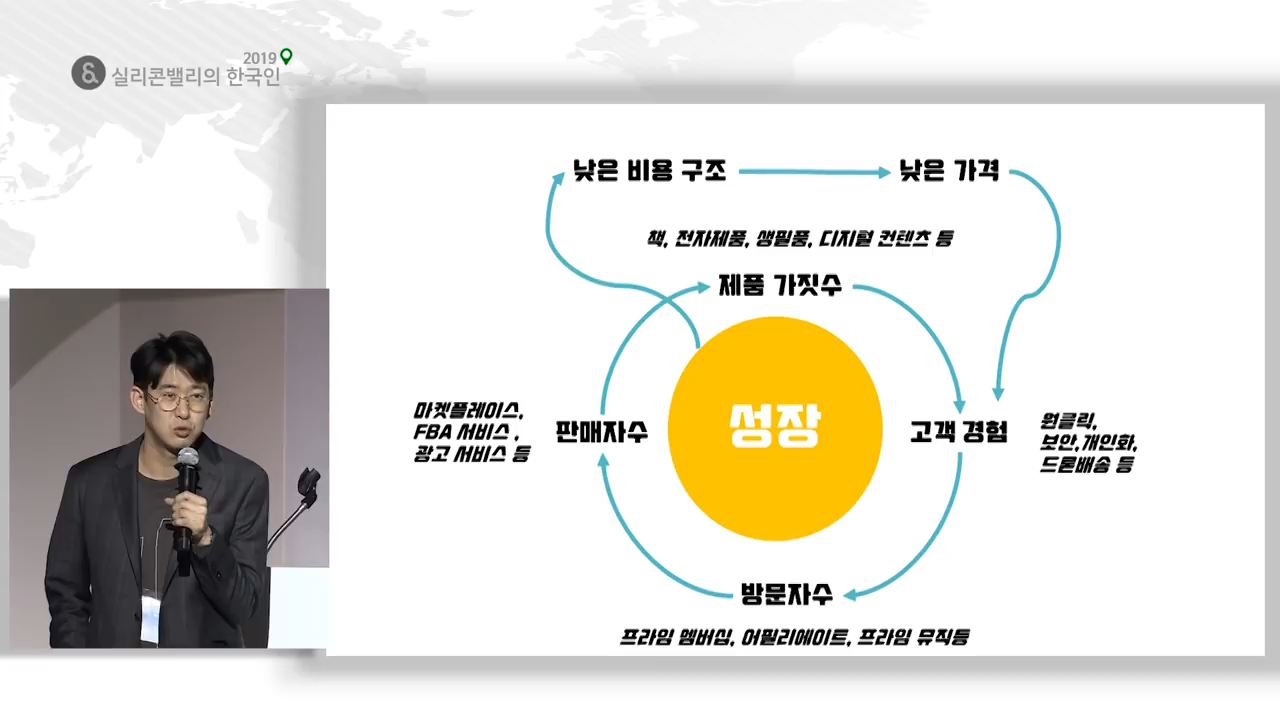 2019
& 실리콘밸리의 한국인
낮은 비용 구조
낮은 가격
책, 전자제품, 생필품, 디지털 컨텐츠 등
제품 가짓수
마켓플레이스,
FBA 서비스 ,
광고 서비스 등
판매자수
성장
고객 경험
원클릭,
보안,개인화,
드론배송 등
방문자수
프라임 멤버십, 어필리에이트, 프라임 뮤직등